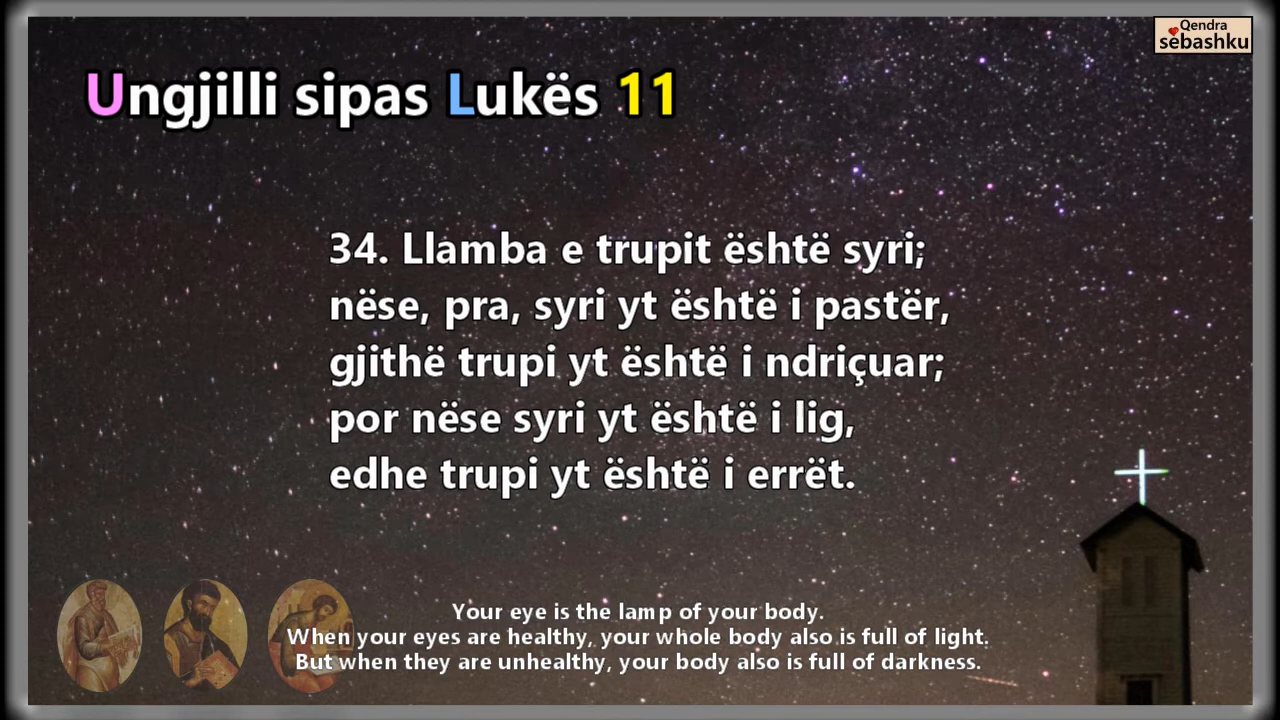 Qendra
sëbashku
Ungjilli sipas Lukës 11
34. Llamba e trupit është syri;
nëse, pra, syri yt është i pastër,
gjithë trupi yt është i ndriçuar;
por nëse syri yt është i lig,
edhe trupi yt është i errët.
Your eye is the lamp of your body.
When your eyes are healthy, your whole body also is full of light.
But when they are unhealthy, your body also is full of darkness.